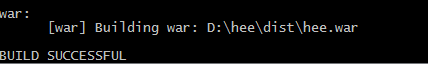 war:
[war] Building war: D:\hee\dist\hee.war
BUILD SUCCESSFUL